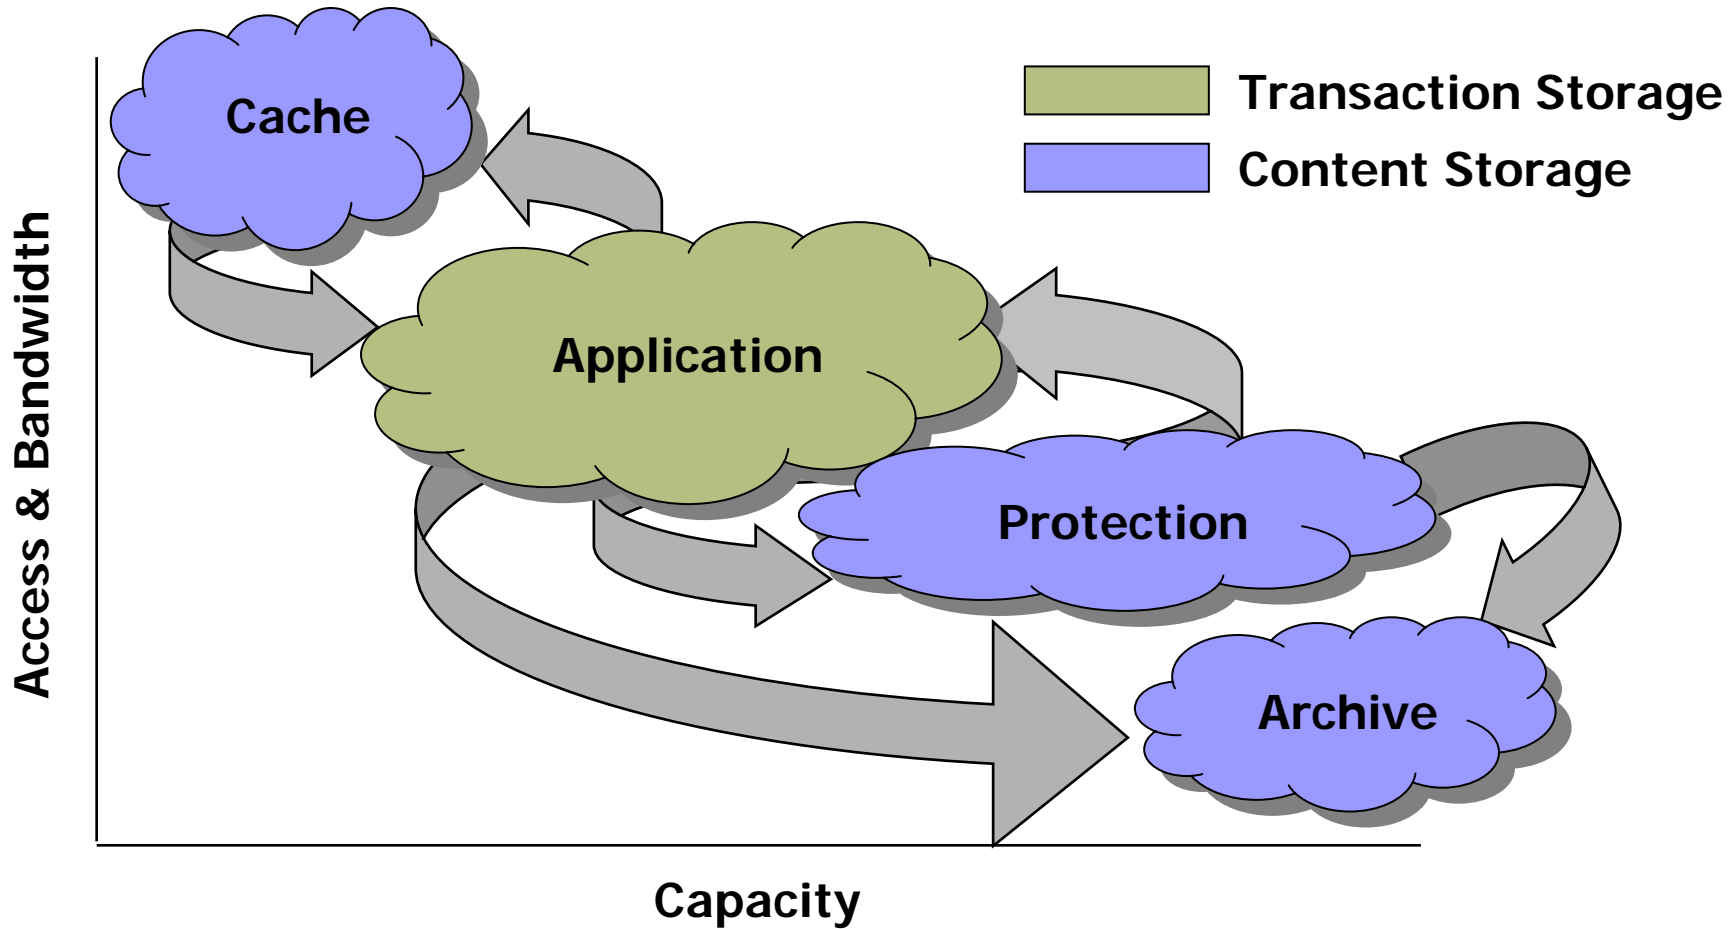 Cache
Transaction Storage
Content Storage
Access & Bandwidth
Application
Protection
Archive
Capacity